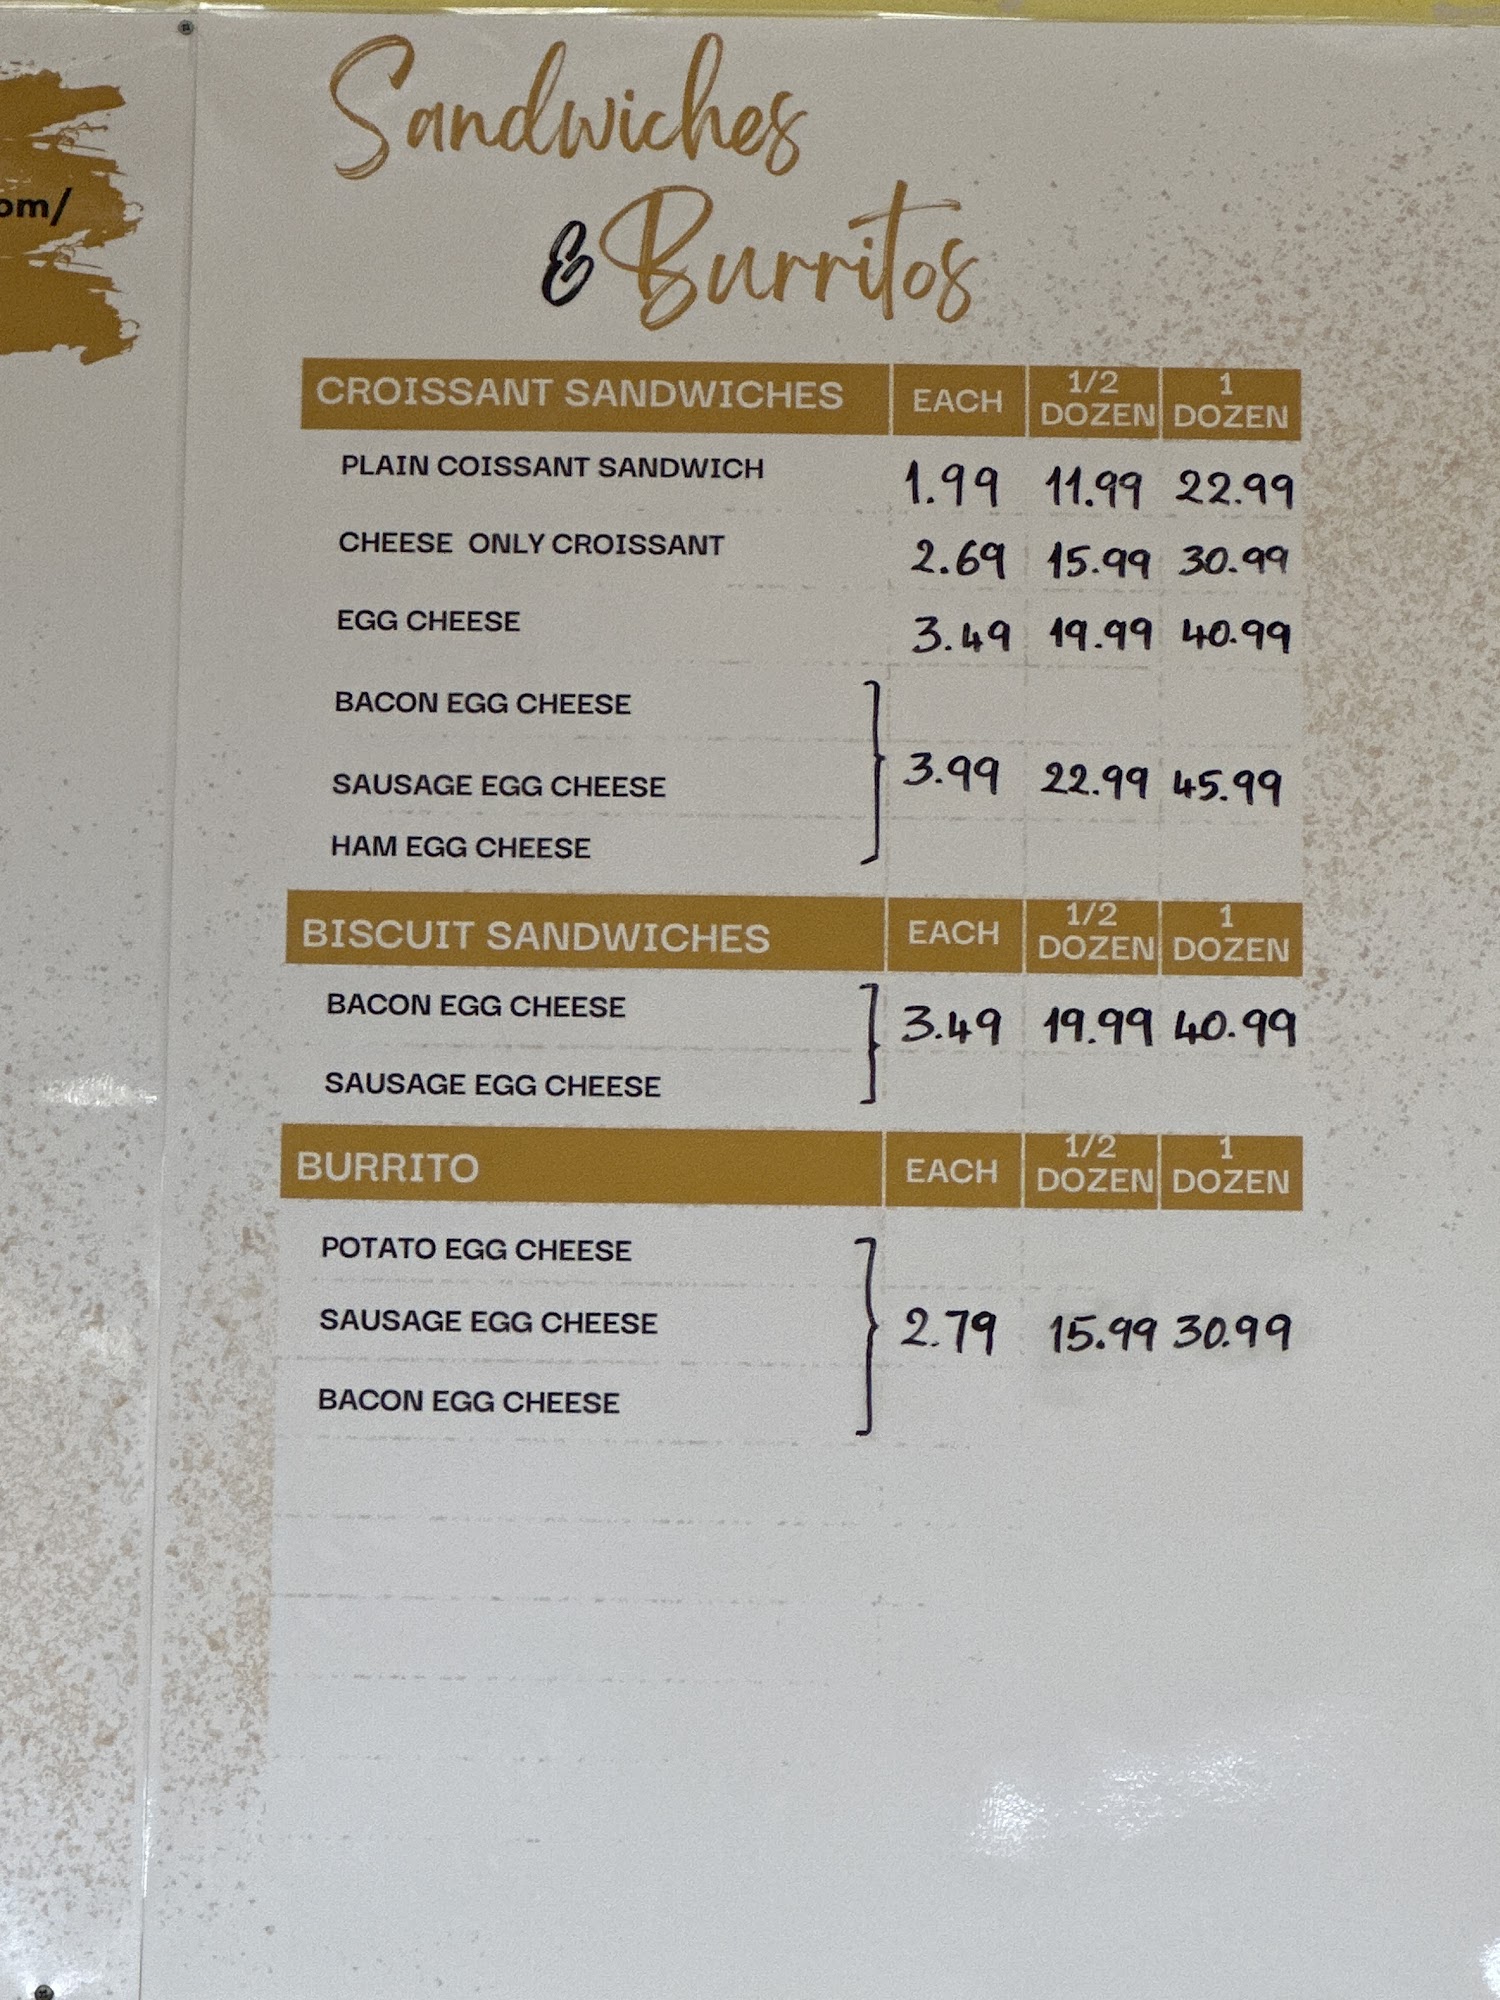 om/
Sandwiches
& Burritos
CROISSANT SANDWICHES EACH 1/2 DOZEN 1 DOZEN
PLAIN COISSANT SANDWICH 1.99 11.99 22.99
CHEESE ONLY CROISSANT 2.69 15.99 30.99
EGG CHEESE 3.49 19.99 40.99
BACON EGG CHEESE
SAUSAGE EGG CHEESE 3.99 22.99 45.99
HAM EGG CHEESE
BISCUIT SANDWICHES EACH 1/2 DOZEN 1 DOZEN
BACON EGG CHEESE 3.49 19.99 40.99
SAUSAGE EGG CHEESE
BURRITO EACH 1/2 DOZEN 1 DOZEN
POTATO EGG CHEESE
SAUSAGE EGG CHEESE 2.79 15.99 30.99
BACON EGG CHEESE